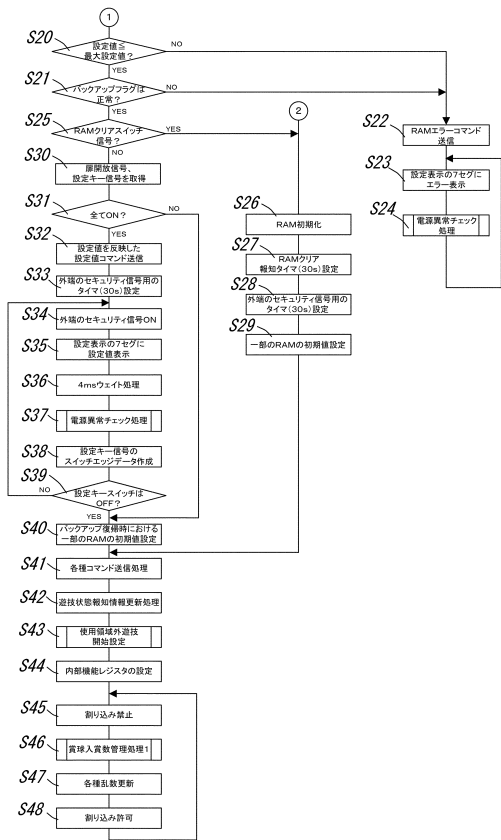 1
S20
設定値≦
最大設定値？
NO
YES
S21
バックアップフラグは
正常？
NO
YES
S25
RAMクリアスイッチ
信号？
YES
NO
2
S22
RAMエラーコマンド
送信
S23
設定表示の7セグに
エラー表示
S24
電源異常チェック
処理
S30
扉開放信号、
設定キー信号を取得
S31
全てON？
NO
YES
S32
設定値を反映した
設定値コマンド送信
S33
外端のセキュリティ信号用の
タイマ(30s)設定
S34
外端のセキュリティ信号ON
S35
設定表示の7セグに
設定値表示
S36
4msウェイト処理
S37
電源異常チェック処理
S38
設定キー信号の
スイッチエッジデータ作成
S39
設定キースイッチは
OFF？
NO
YES
S26
RAM初期化
S27
RAMクリア
報知タイマ(30s)設定
S28
外端のセキュリティ信号用の
タイマ(30s)設定
S29
一部のRAMの初期値設定
S40
バックアップ復帰時における
一部のRAMの初期値設定
S41
各種コマンド送信処理
S42
遊技状態報知情報更新処理
S43
使用領域外遊技
開始設定
S44
内部機能レジスタの設定
S45
割り込み禁止
S46
賞球入賞数管理処理1
S47
各種乱数更新
S48
割り込み許可